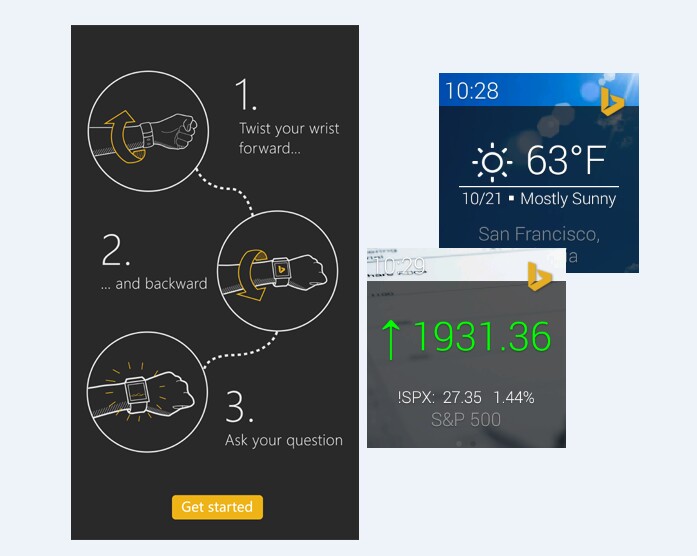 1.
Twist your wrist
forward...
2.
... and backward
3.
Ask your question
Get started
10:28
63°F
10/21 ▪ Mostly Sunny
San Francisco,
10:29
↑ 1931.36
!SPX: 27.35 1.44%
S&P 500